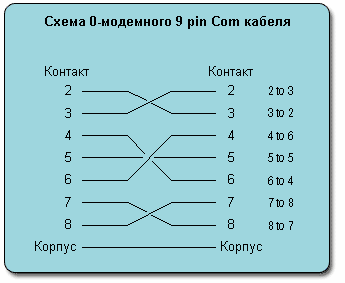 Схема 0-модемного 9 pin Com кабеля
Контакт Контакт
2 2 2 to 3
3 3 3 to 2
4 4 4 to 6
5 5 5 to 5
6 6 6 to 4
7 7 7 to 8
8 8 8 to 7
Корпус Корпус